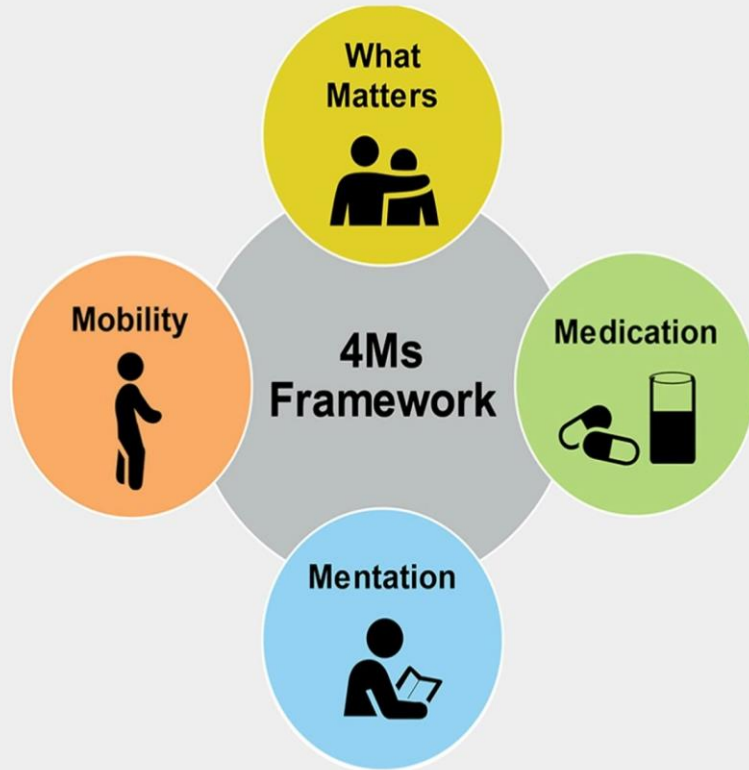 What
Matters
Mobility
4Ms
Framework
Medication
Mentation